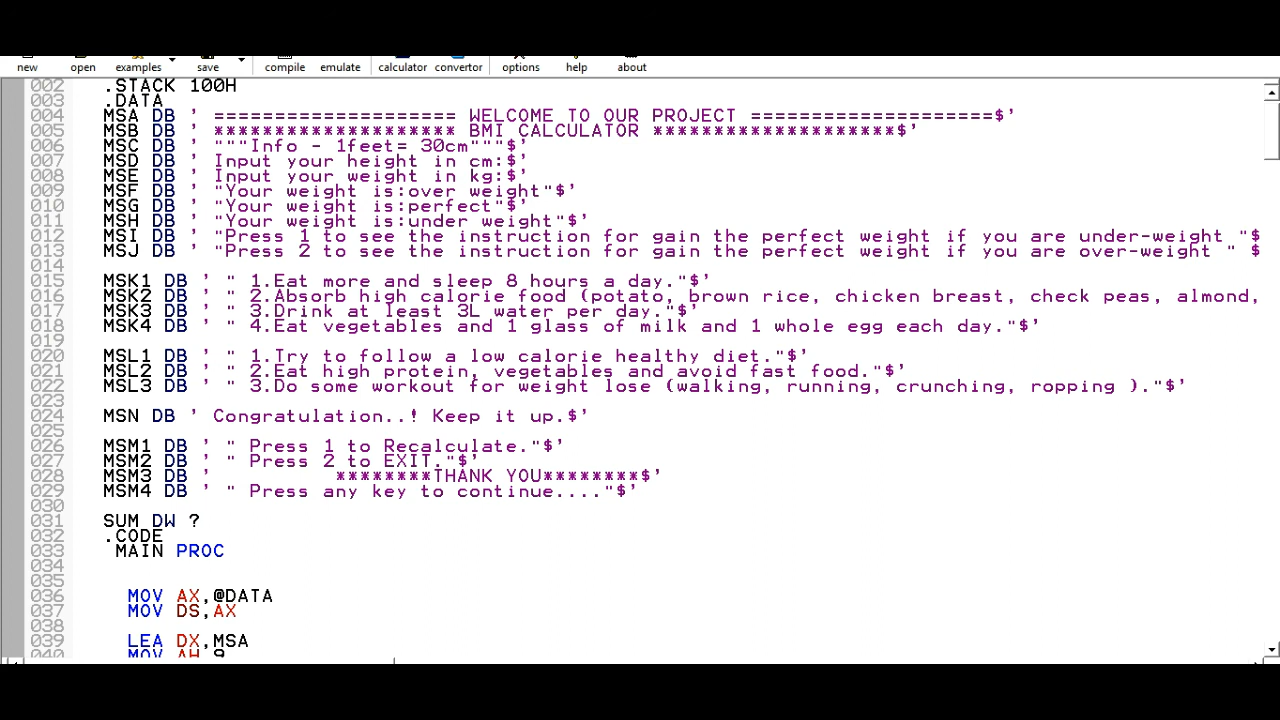 new open examples save compile emulate calculator convertor options help about
002 .STACK 100H
003 .DATA
004 MSA DB ' ==================== WELCOME TO OUR PROJECT ====================$'
005 MSB DB ' ******************** BMI CALCULATOR ********************$'
006 MSC DB ' """Info - 1feet= 30cm"""$'
007 MSD DB ' Input your height in cm:$'
008 MSE DB ' Input your weight in kg:$'
009 MSF DB ' "Your weight is:over weight"$'
010 MSG DB ' "Your weight is:perfect"$'
011 MSH DB ' "Your weight is:under weight"$'
012 MSI DB ' "Press 1 to see the instruction for gain the perfect weight if you are under-weight "$
013 MSJ DB ' "Press 2 to see the instruction for gain the perfect weight if you are over-weight " $
014
015 MSK1 DB ' " 1.Eat more and sleep 8 hours a day."$'
016 MSK2 DB ' " 2.Absorb high calorie food (potato, brown rice, chicken breast, check peas, almond,
017 MSK3 DB ' " 3.Drink at least 3L water per day."$'
018 MSK4 DB ' " 4.Eat vegetables and 1 glass of milk and 1 whole egg each day."$'
019
020 MSL1 DB ' " 1.Try to follow a low calorie healthy diet."$'
021 MSL2 DB ' " 2.Eat high protein, vegetables and avoid fast food."$'
022 MSL3 DB ' " 3.Do some workout for weight lose (walking, running, crunching, ropping )."$'
023
024 MSN DB ' Congratulation..! Keep it up.$'
025
026 MSM1 DB ' " Press 1 to Recalculate."$'
027 MSM2 DB ' " Press 2 to EXIT."$'
028 MSM3 DB ' ********THANK YOU********$'
029 MSM4 DB ' " Press any key to continue...."$'
030
031 SUM DW ?
032 .CODE
033 MAIN PROC
034
035
036 MOV AX,@DATA
037 MOV DS,AX
038
039 LEA DX,MSA
040 MOV AH 9